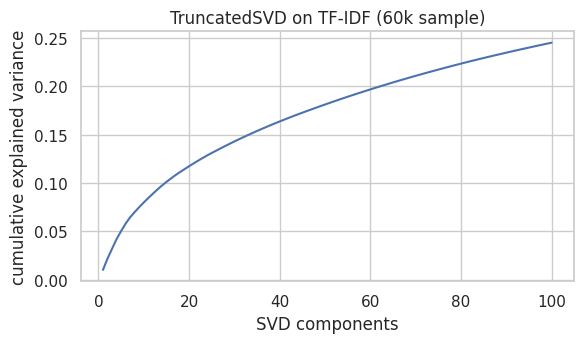 TruncatedSVD on TF-IDF (60k sample)
cumulative explained variance
0.25
0.20
0.15
0.10
0.05
0.00
0 20 40 60 80 100
SVD components